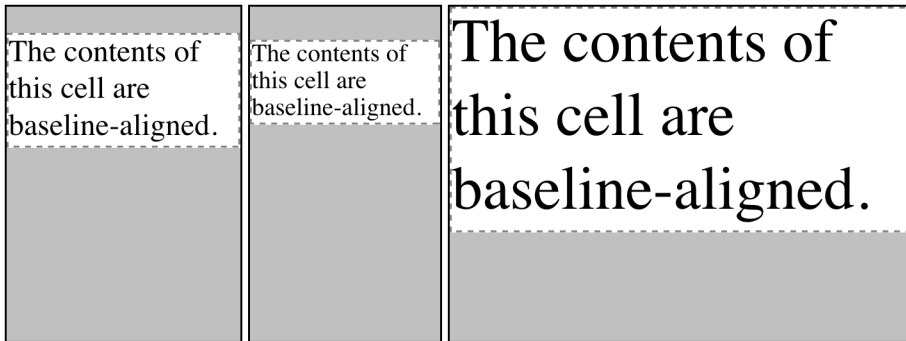 The contents of
this cell are
baseline-aligned.
The contents of
this cell are
baseline-aligned.
The contents of
this cell are
baseline-aligned.